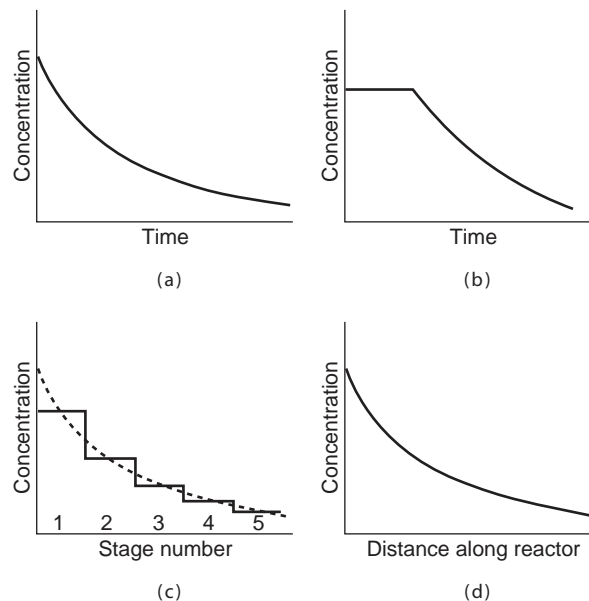 Concentration
Time
(a)
Concentration
Time
(b)
Concentration
1 2 3 4 5
Stage number
(c)
Concentration
Distance along reactor
(d)